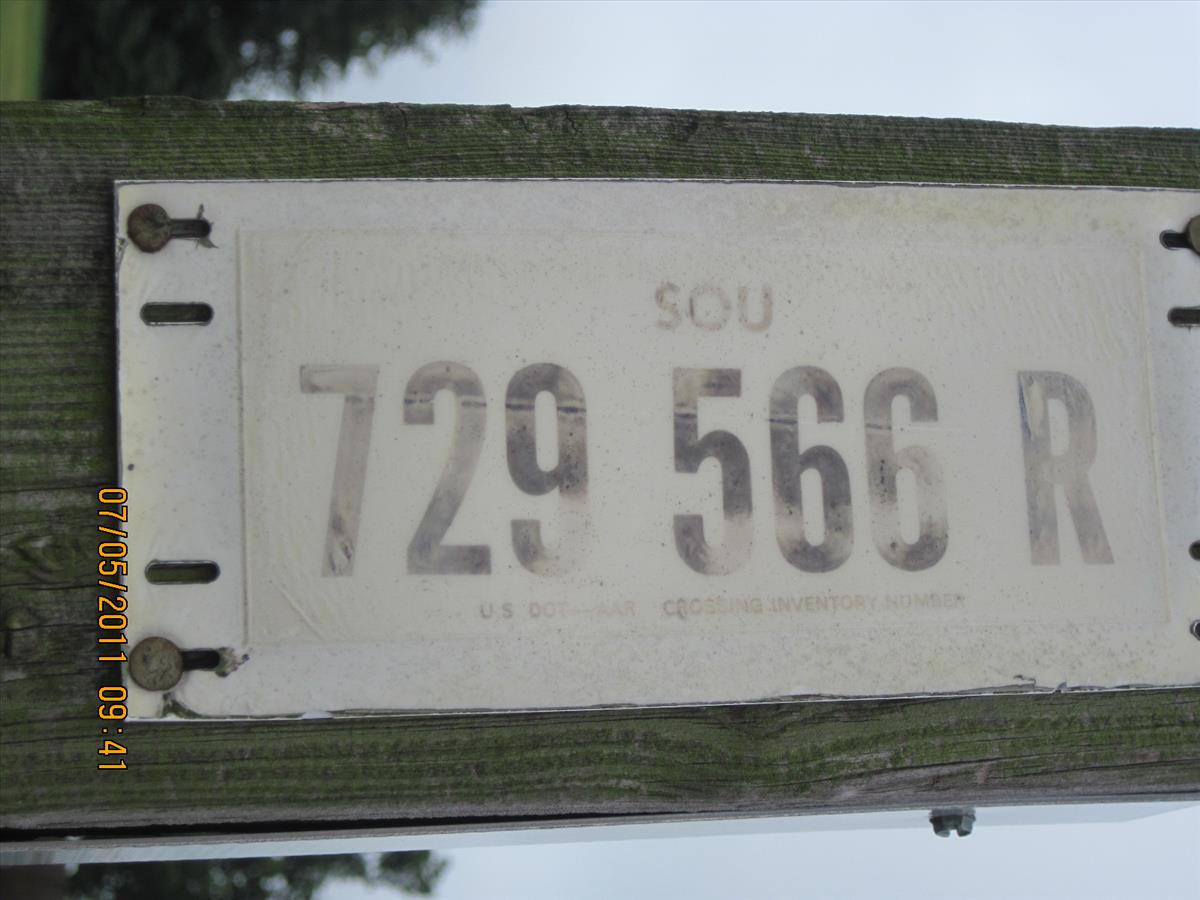 SOU
729 566 R
U.S. DOT—AAR CROSSING INVENTORY NUMBER
07/05/2011 09:41